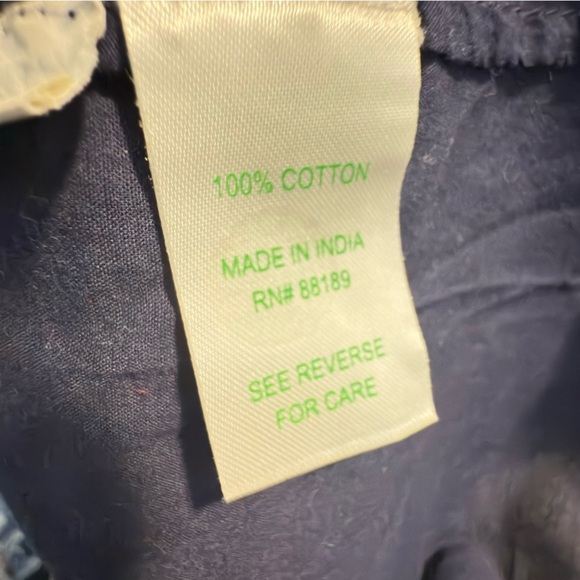 100% COTTON
MADE IN INDIA
RN# 88189
SEE REVERSE
FOR CARE